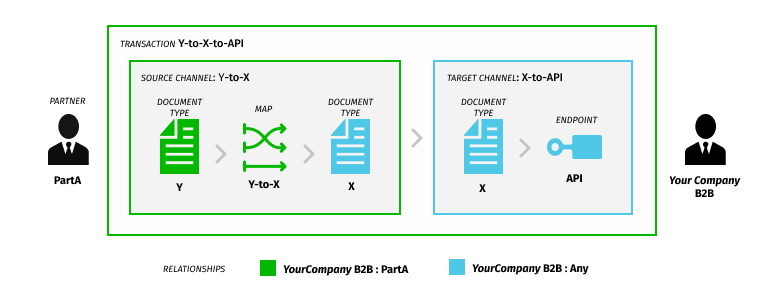 TRANSACTION Y-to-X-to-API
SOURCE CHANNEL: Y-to-X
TARGET CHANNEL: X-to-API
PARTNER
DOCUMENT
TYPE
MAP
DOCUMENT
TYPE
DOCUMENT
TYPE
ENDPOINT
PartA
Y
Y-to-X
X
X
API
Your Company
B2B
RELATIONSHIPS
YourCompany B2B : PartA
YourCompany B2B : Any